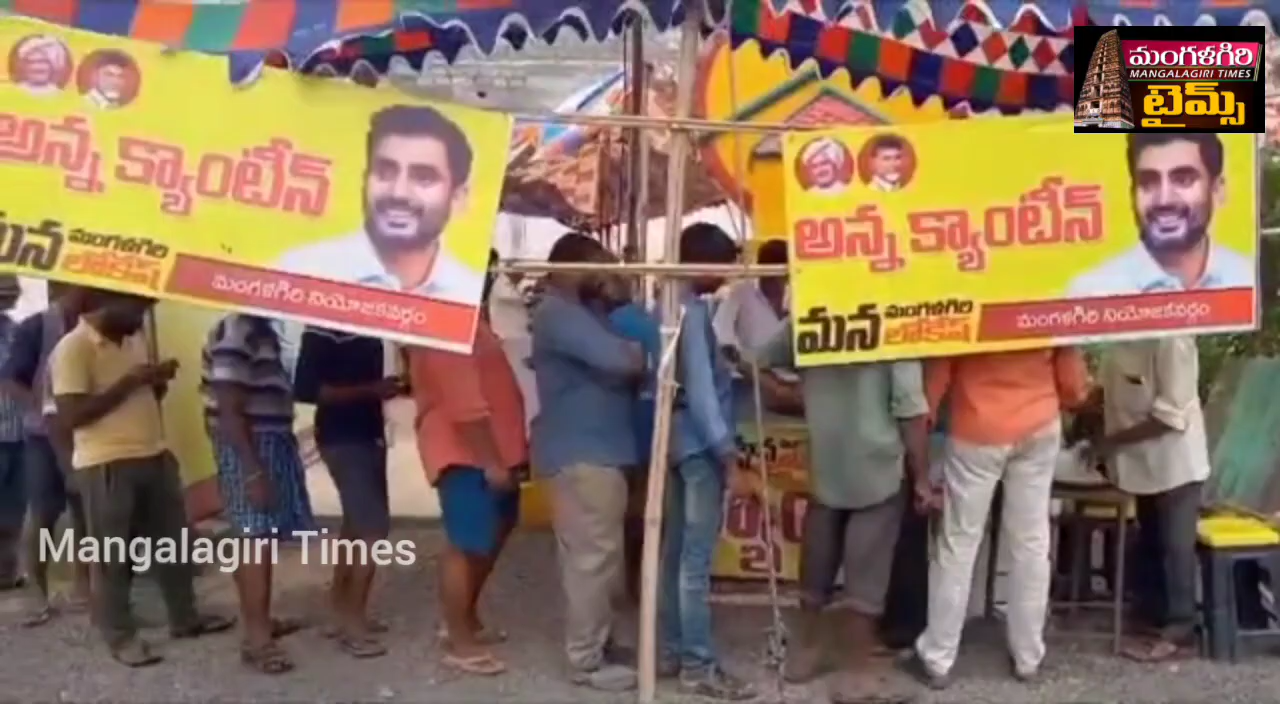 మంగళగిరి
MANGALAGIRI TIMES
టైమ్స్
అన్న క్యాంటీన్
మన మంగళగిరి
లోకేష్
మంగళగిరి నియోజకవర్గం
అన్న క్యాంటీన్
మన మంగళగిరి
లోకేష్
మంగళగిరి నియోజకవర్గం
Mangalagiri Times